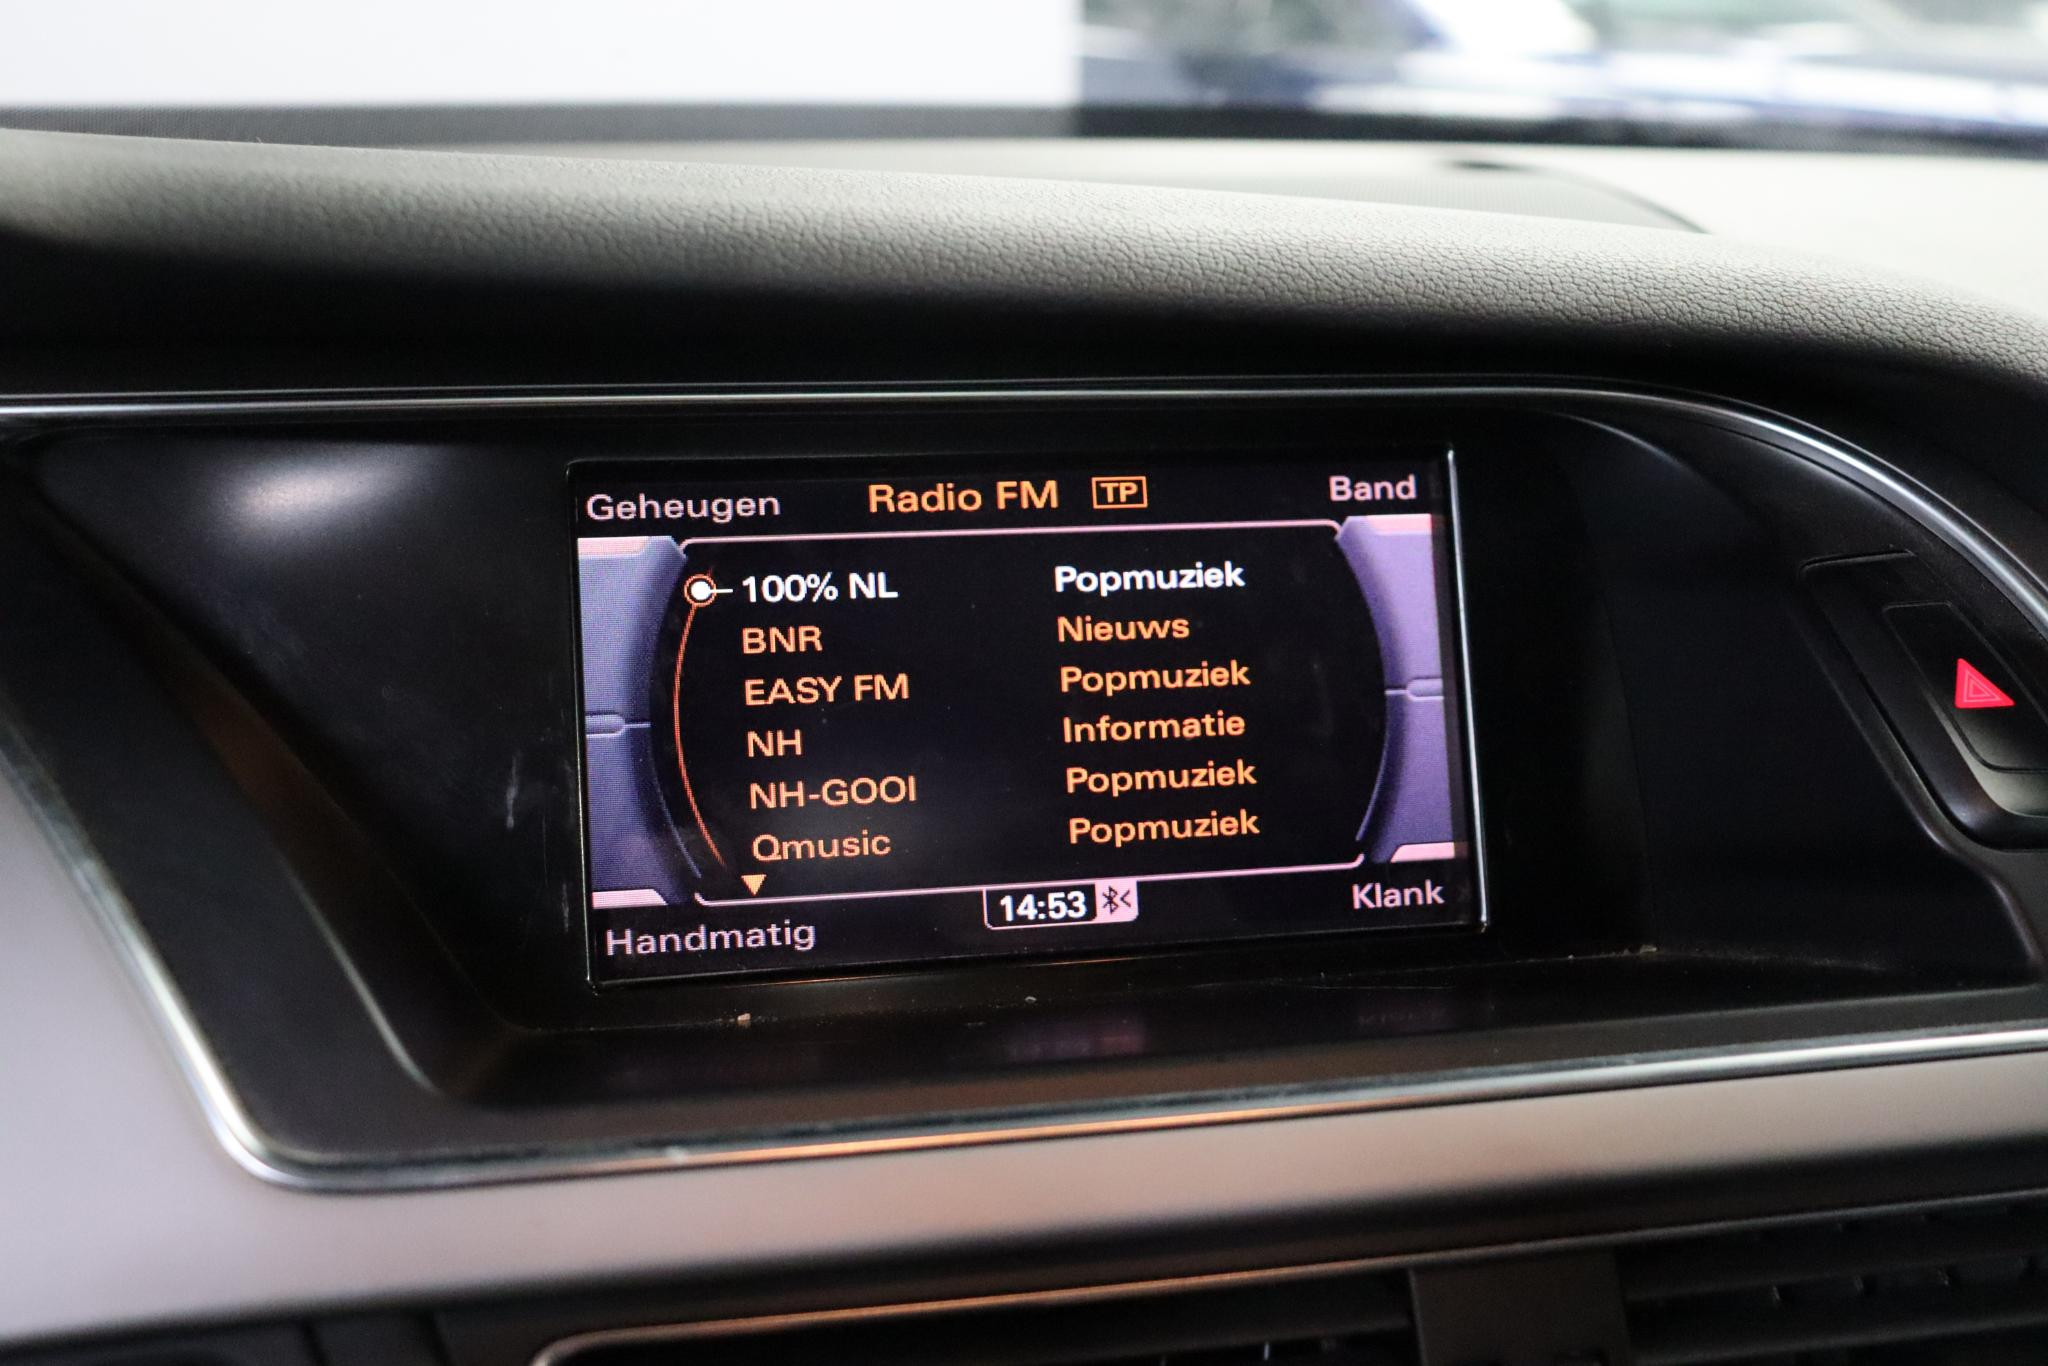 Geheugen Radio FM TP Band
100% NL Popmuziek
BNR Nieuws
EASY FM Popmuziek
NH Informatie
NH-GOOI Popmuziek
Qmusic Popmuziek
Handmatig 14:53 Klank